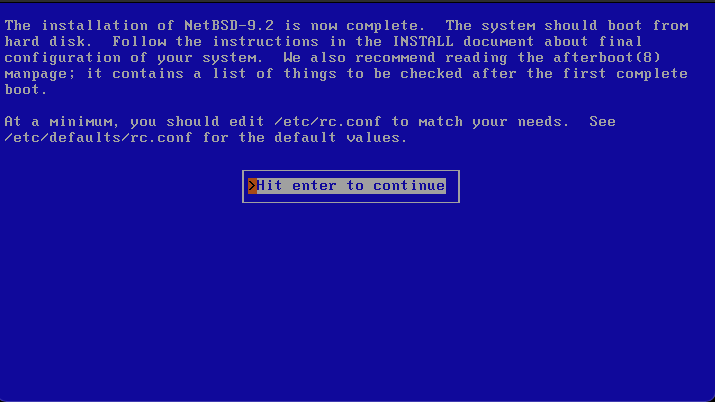 The installation of NetBSD-9.2 is now complete.  The system should boot from
hard disk.  Follow the instructions in the INSTALL document about final
configuration of your system.  We also recommend reading the afterboot(8)
manpage; it contains a list of things to be checked after the first complete
boot.
At a minimum, you should edit /etc/rc.conf to match your needs.  See
/etc/defaults/rc.conf for the default values.
>Hit enter to continue